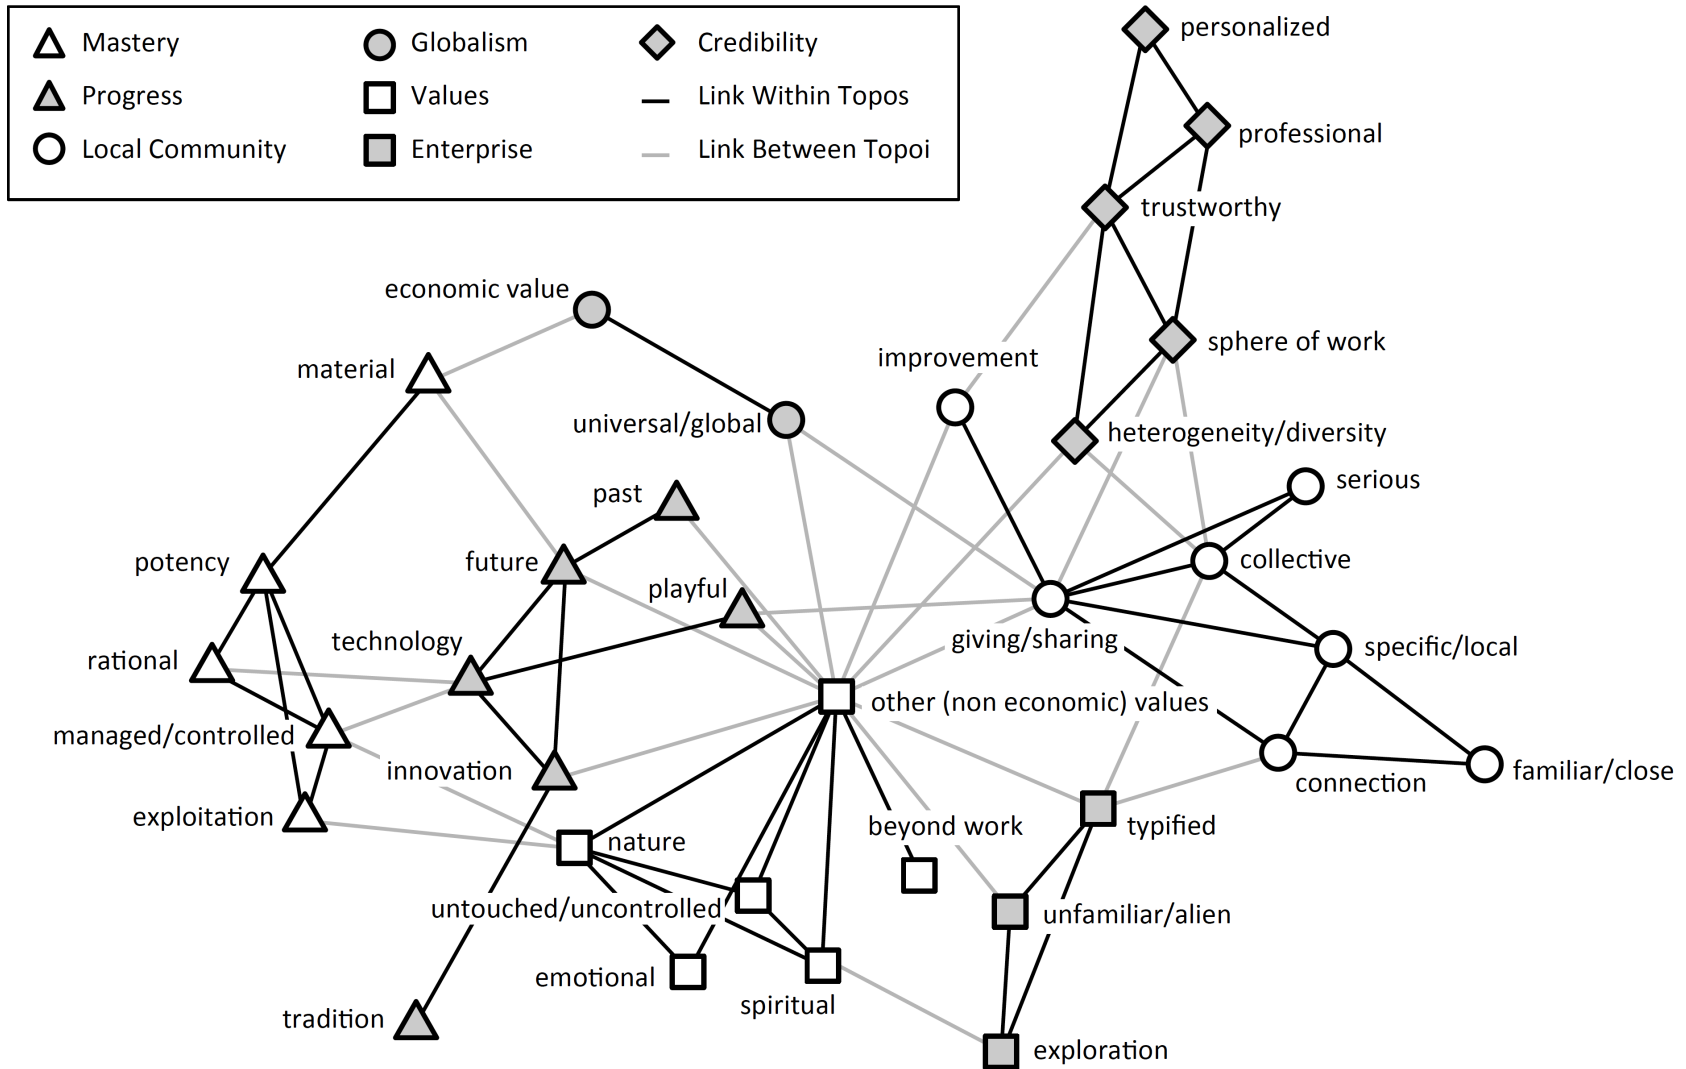 Mastery
Globalism
Credibility
Progress
Values
Link Within Topos
Local Community
Enterprise
Link Between Topoi
personalized
professional
trustworthy
economic value
sphere of work
improvement
material
universal/global
heterogeneity/diversity
serious
past
potency
future
collective
playful
technology
giving/sharing
specific/local
rational
other (non economic) values
managed/controlled
innovation
connection
familiar/close
exploitation
nature
beyond work
typified
untouched/uncontrolled
unfamiliar/alien
emotional
spiritual
tradition
exploration